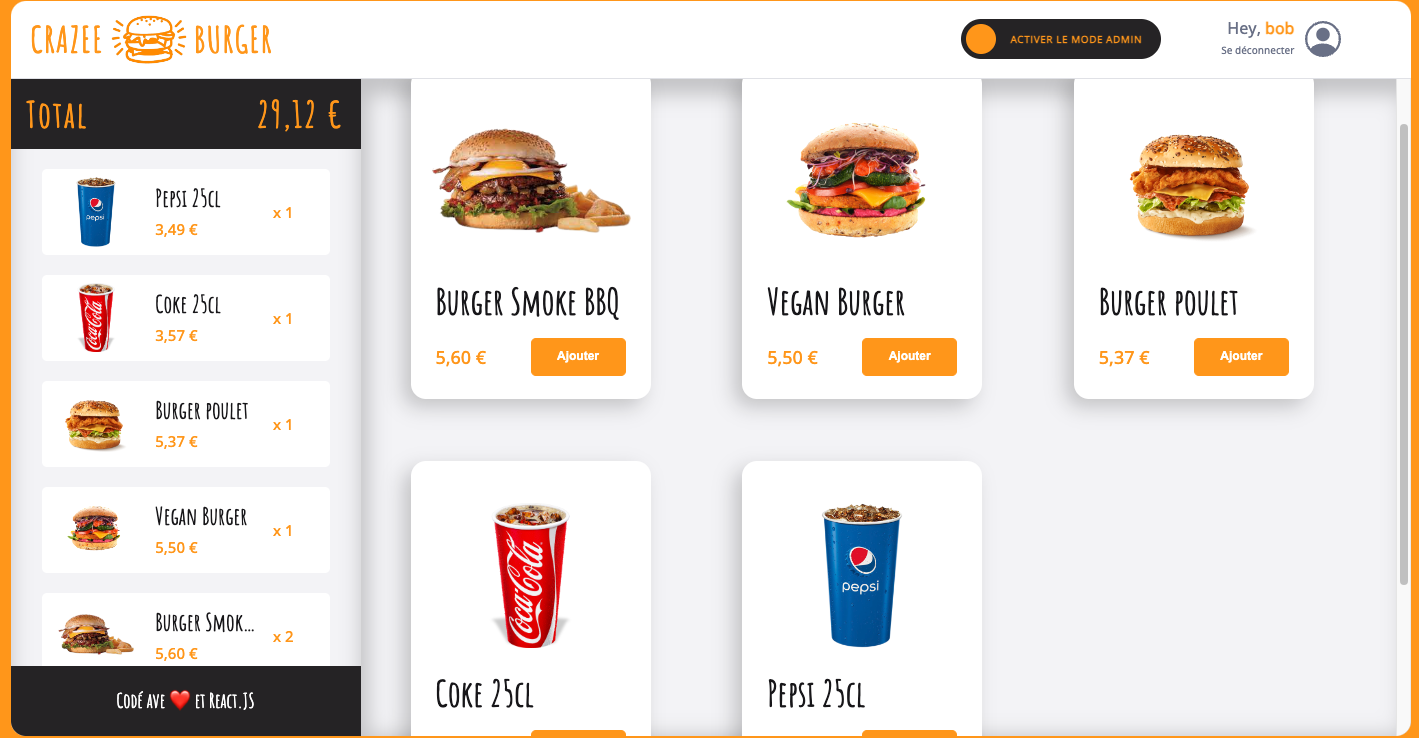 CRAZEE BURGER
ACTIVER LE MODE ADMIN
Hey, bob
Se déconnecter
Total 29,12 €
Pepsi 25cl
3,49 €
x 1
Coke 25cl
3,57 €
x 1
Burger poulet
5,37 €
x 1
Vegan Burger
5,50 €
x 1
Burger Smok...
5,60 €
x 2
Codé ave ❤️ et React.JS
Burger Smoke BBQ
5,60 €
Ajouter
Vegan Burger
5,50 €
Ajouter
Burger poulet
5,37 €
Ajouter
Coca-Cola
Coke 25cl
pepsi
Pepsi 25cl